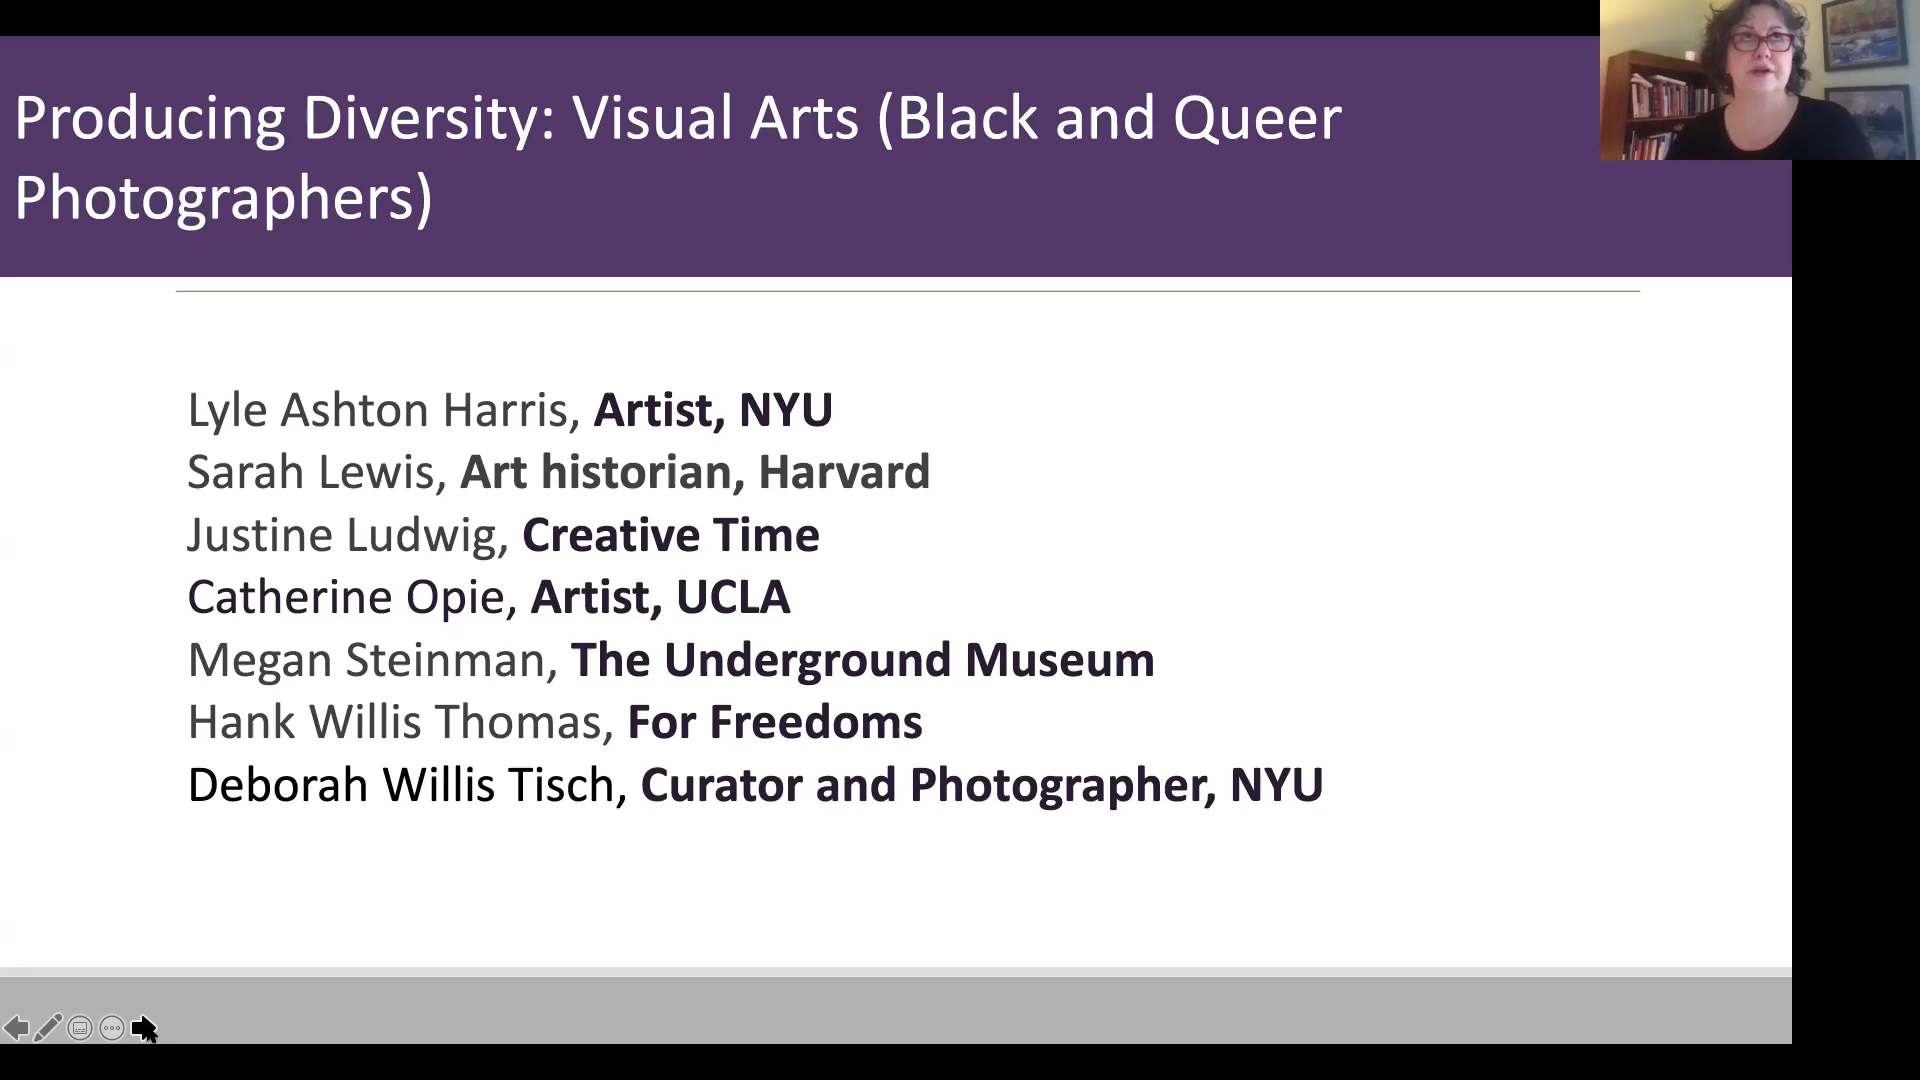 Producing Diversity: Visual Arts (Black and Queer
Photographers)
Lyle Ashton Harris, Artist, NYU
Sarah Lewis, Art historian, Harvard
Justine Ludwig, Creative Time
Catherine Opie, Artist, UCLA
Megan Steinman, The Underground Museum
Hank Willis Thomas, For Freedoms
Deborah Willis Tisch, Curator and Photographer, NYU